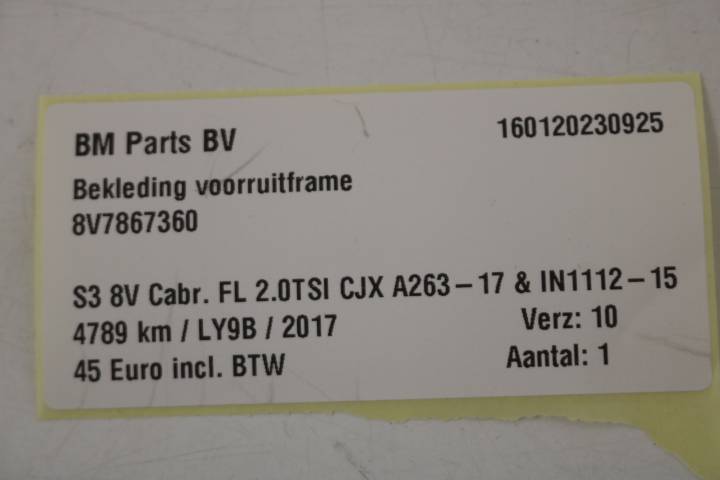 BM Parts BV 160120230925
Bekleding voorruitframe
8V7867360
S3 8V Cabr. FL 2.0TSI CJX A263-17 & IN1112-15
4789 km / LY9B / 2017 Verz: 10
45 Euro incl. BTW Aantal: 1